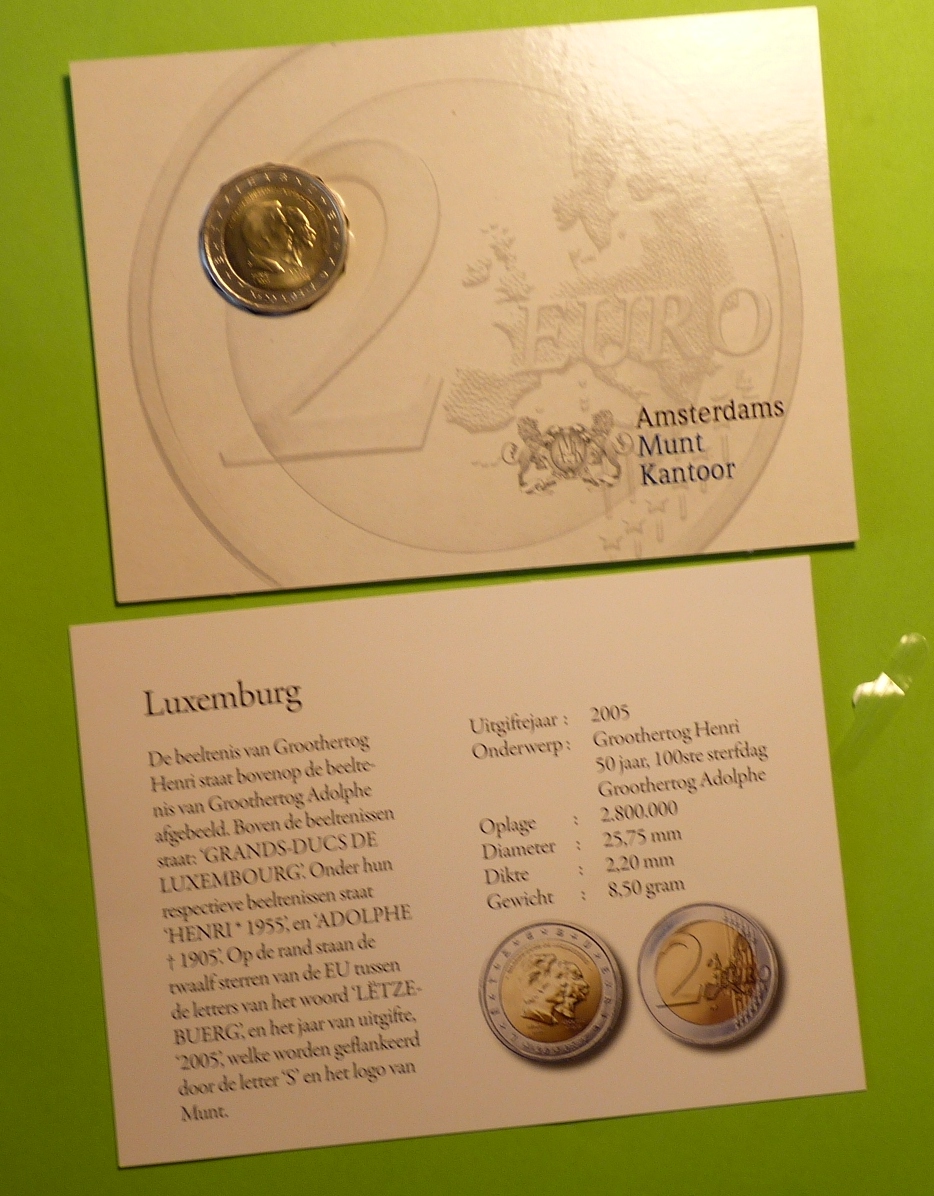 2
EURO
Amsterdams
Munt
Kantoor
Luxemburg
De beeltenis van Groothertog
Henri staat bovenop de beelte-
nis van Groothertog Adolphe
afgebeeld. Boven de beeltenissen
staat: ‘GRANDS-DUCS DE
LUXEMBOURG’. Onder hun
respectieve beeltenissen staat
‘HENRI * 1955’, en ‘ADOLPHE
† 1905’. Op de rand staan de
twaalf sterren van de EU tussen
de letters van het woord ‘LËTZE-
BUERG’, en het jaar van uitgifte,
‘2005’, welke worden geflankeerd
door de letter ‘S’ en het logo van
Munt.
Uitgiftejaar : 2005
Onderwerp : Groothertog Henri
50 jaar, 100ste sterfdag
Groothertog Adolphe
Oplage : 2.800.000
Diameter : 25,75 mm
Dikte : 2,20 mm
Gewicht : 8,50 gram
2 EURO